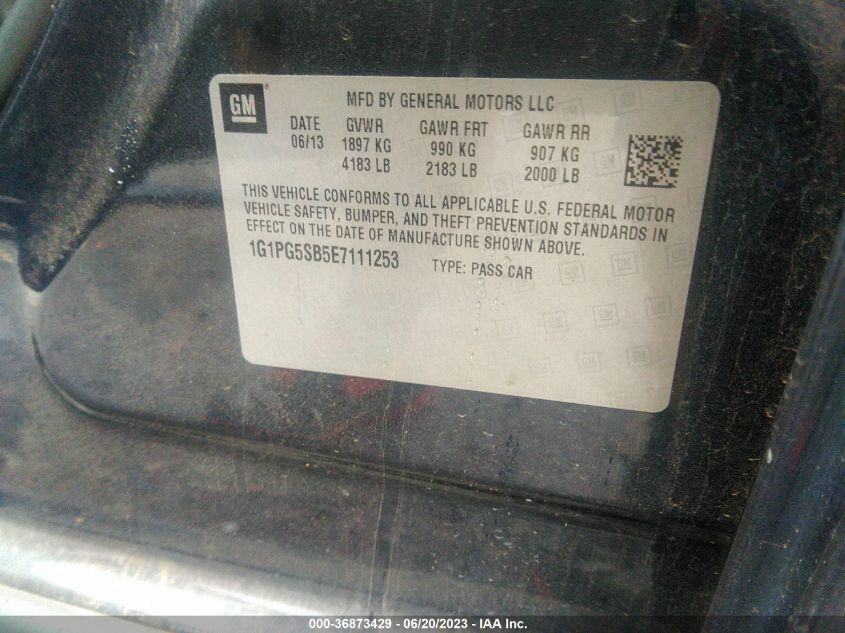 GM
MFD BY GENERAL MOTORS LLC
DATE GVWR GAWR FRT GAWR RR
06/13 1897 KG 990 KG 907 KG
4183 LB 2183 LB 2000 LB
THIS VEHICLE CONFORMS TO ALL APPLICABLE U.S. FEDERAL MOTOR
VEHICLE SAFETY, BUMPER, AND THEFT PREVENTION STANDARDS IN
EFFECT ON THE DATE OF MANUFACTURE SHOWN ABOVE.
1G1PG5SB5E7111253 TYPE: PASS CAR
000-36873429 - 06/20/2023 - IAA Inc.